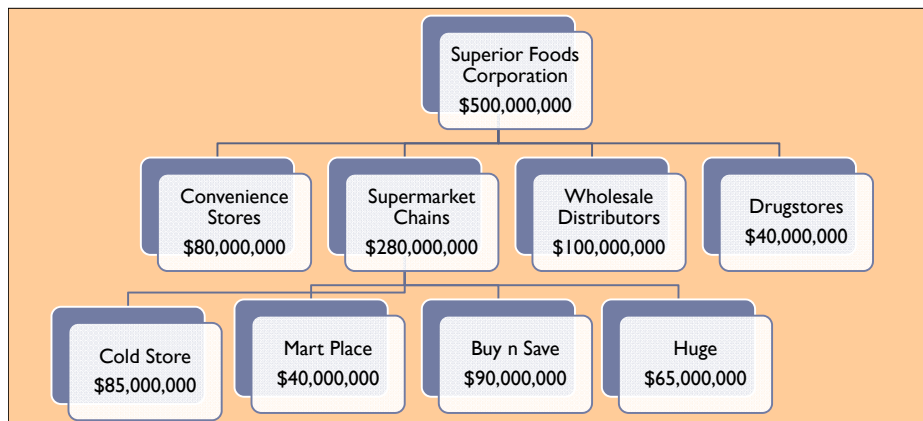 Superior Foods
Corporation
$500,000,000
Convenience
Stores
$80,000,000
Supermarket
Chains
$280,000,000
Wholesale
Distributors
$100,000,000
Drugstores
$40,000,000
Cold Store
$85,000,000
Mart Place
$40,000,000
Buy n Save
$90,000,000
Huge
$65,000,000